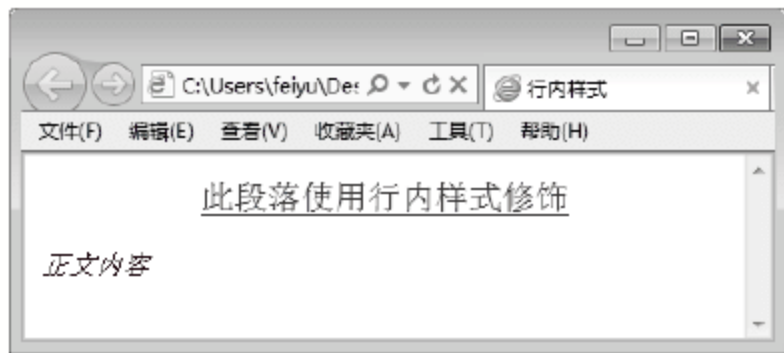 C:\Users\feiyu\Des
行内样式
文件(F) 编辑(E) 查看(V) 收藏夹(A) 工具(T) 帮助(H)
此段落使用行内样式修饰
正文内容